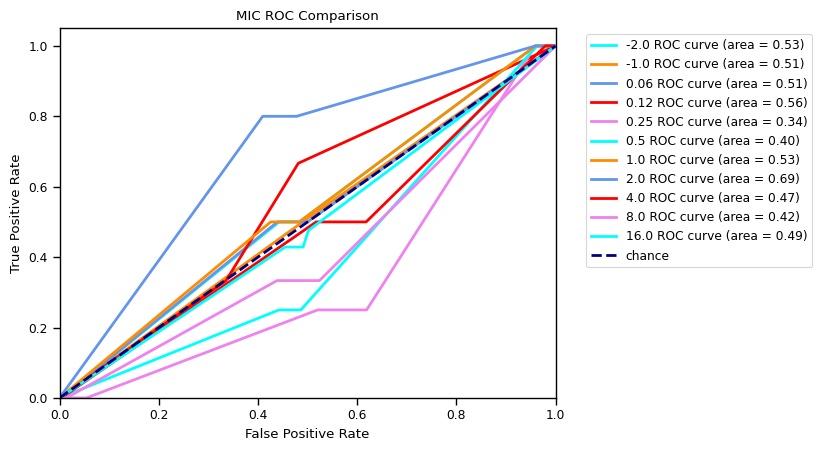 MIC ROC Comparison
1.0
0.8
0.6
0.4
0.2
0.0
True Positive Rate
0.0 0.2 0.4 0.6 0.8 1.0
False Positive Rate
-2.0 ROC curve (area = 0.53)
-1.0 ROC curve (area = 0.51)
0.06 ROC curve (area = 0.51)
0.12 ROC curve (area = 0.56)
0.25 ROC curve (area = 0.34)
0.5 ROC curve (area = 0.40)
1.0 ROC curve (area = 0.53)
2.0 ROC curve (area = 0.69)
4.0 ROC curve (area = 0.47)
8.0 ROC curve (area = 0.42)
16.0 ROC curve (area = 0.49)
chance